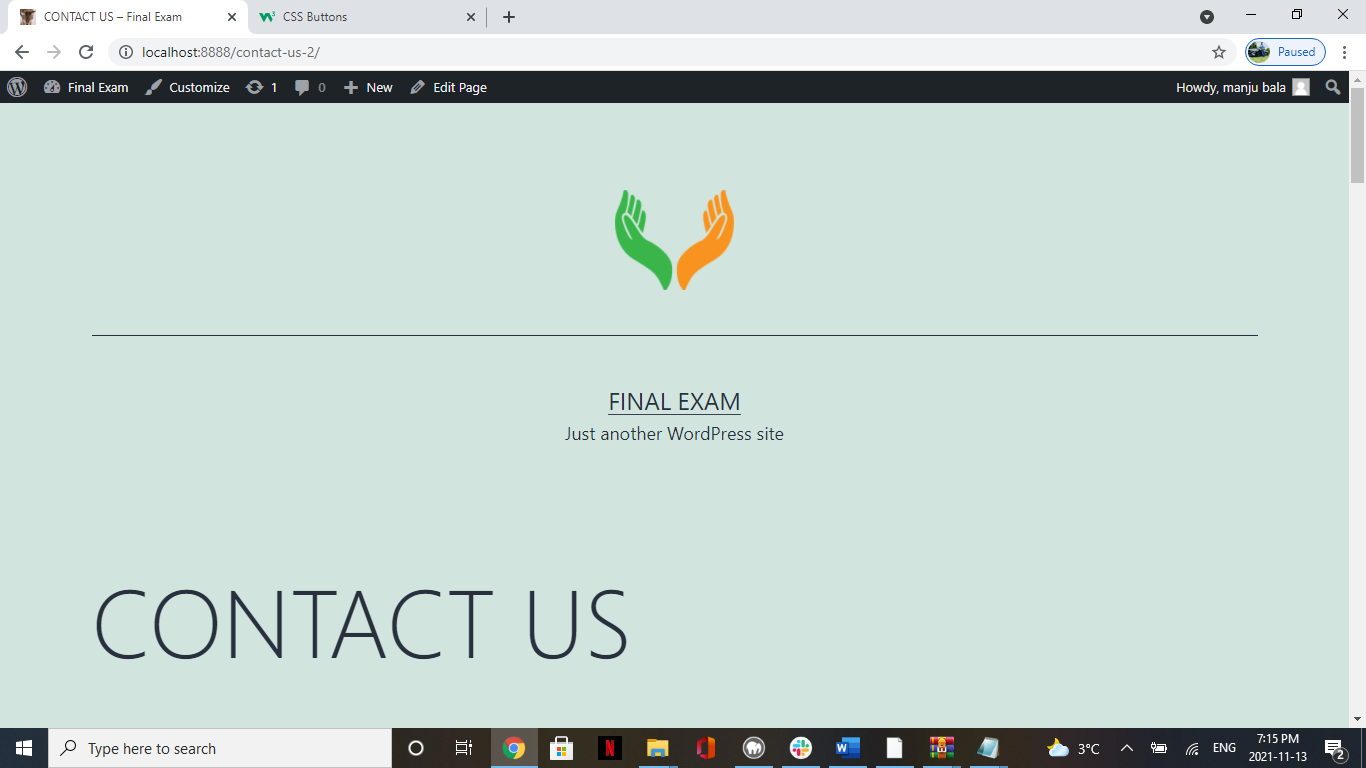 CONTACT US – Final Exam
CSS Buttons
localhost:8888/contact-us-2/
Paused
Final Exam
Customize
1
0
New
Edit Page
Howdy, manju bala
FINAL EXAM
Just another WordPress site
CONTACT US
Type here to search
3°C
ENG
7:15 PM
2021-11-13
2